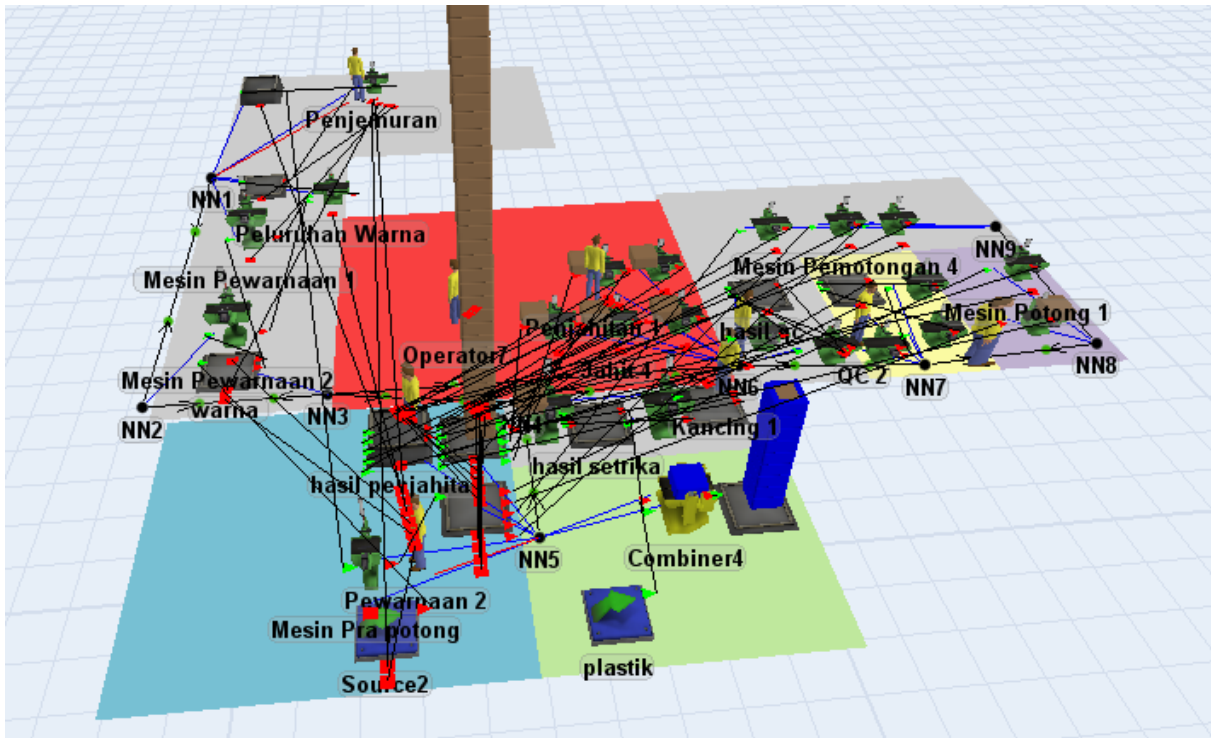 Penjemuran
NN1
Peluruhan Warna
NN9
Mesin Pemotongan 4
Mesin Pewarnaan 1
Mesin Potong 1
Penjahitan 1
Operator7
Jahit 4
NN6
QC 2
NN7
NN8
Mesin Pewarnaan 2
warna
NN3
NN2
Kancing 1
hasil setrika
hasil penjahita
NN5
Combiner4
Pewarnaan 2
Mesin Pra potong
plastik
Source2